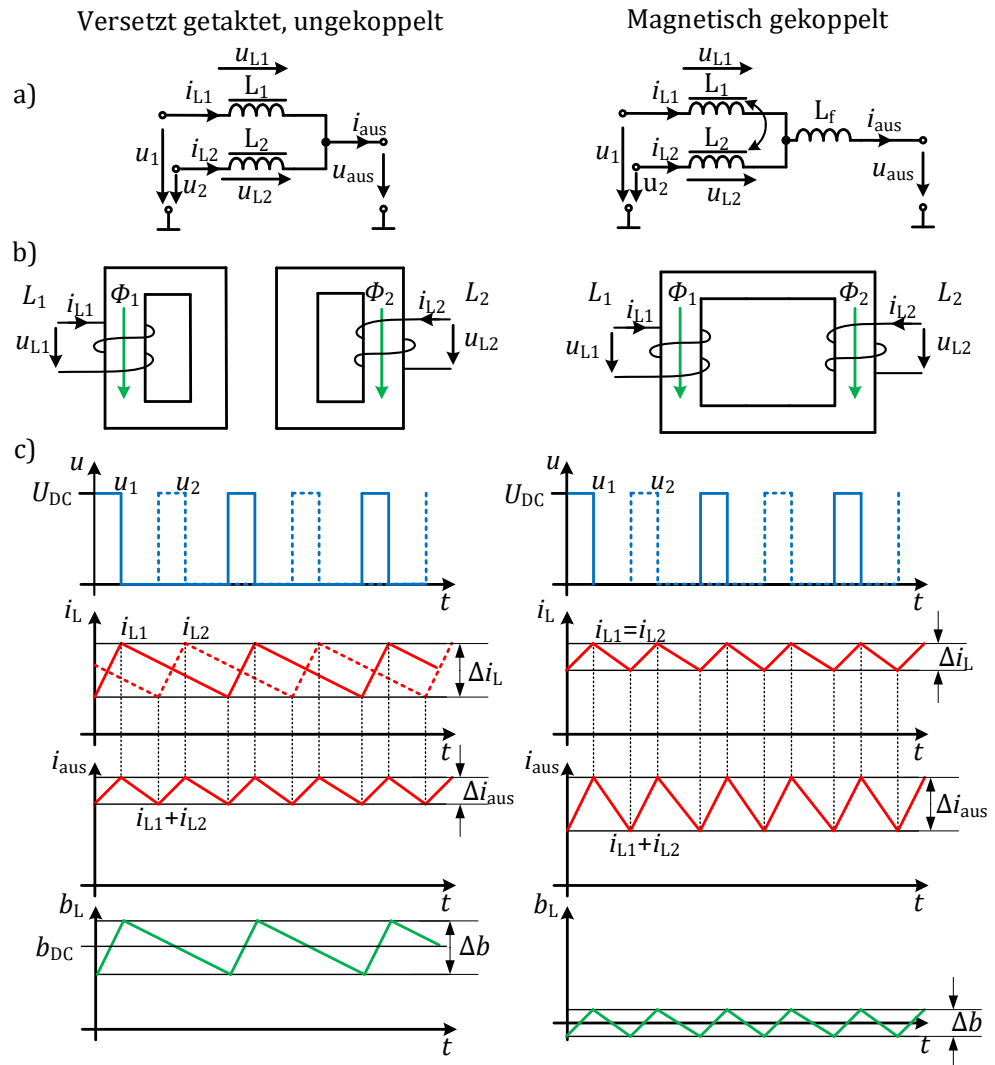 Versetzt getaktet, ungekoppelt
Magnetisch gekoppelt
a)
uL1
iL1
L1
iL2
L2
iaus
u1
u2
uL2
uaus
uL1
iL1
L1
Lf
iaus
iL2
L2
u1
u2
uL2
uaus
b)
L1
iL1
Φ1
uL1
Φ2
iL2
L2
uL2
L1
iL1
Φ1
uL1
Φ2
iL2
L2
uL2
c)
u
UDC
u1
u2
t
iL
iL1
iL2
ΔiL
t
iaus
Δiaus
iL1+iL2
t
bL
bDC
Δb
t
u
UDC
u1
u2
t
iL
iL1=iL2
ΔiL
t
iaus
Δiaus
iL1+iL2
t
bL
Δb
t